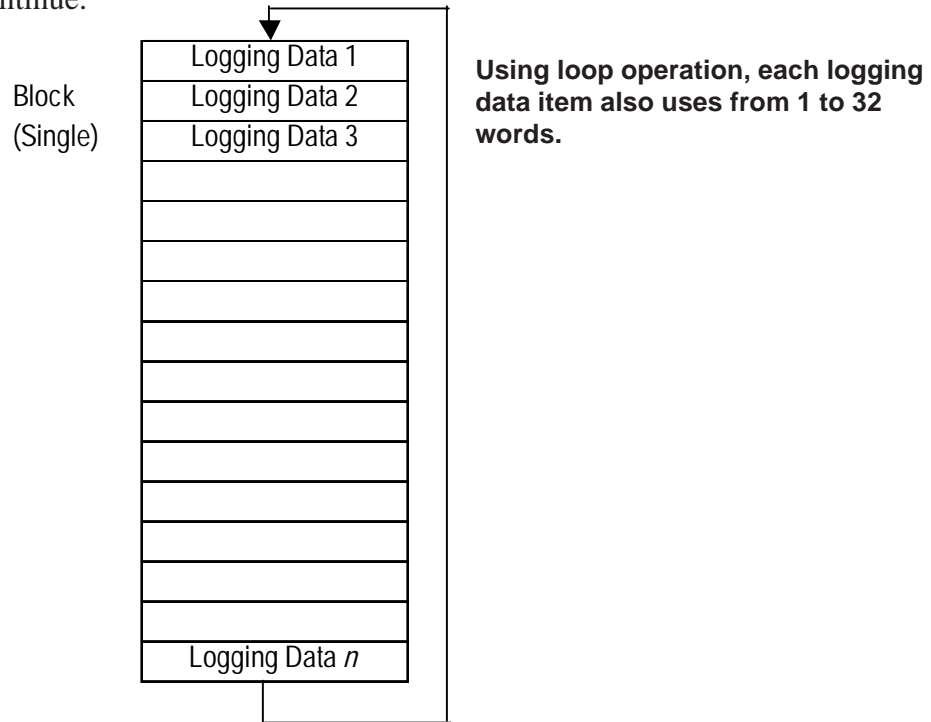 Logging Data 1
Block
(Single)
Logging Data 2
Logging Data 3
Logging Data n
Using loop operation, each logging
data item also uses from 1 to 32
words.